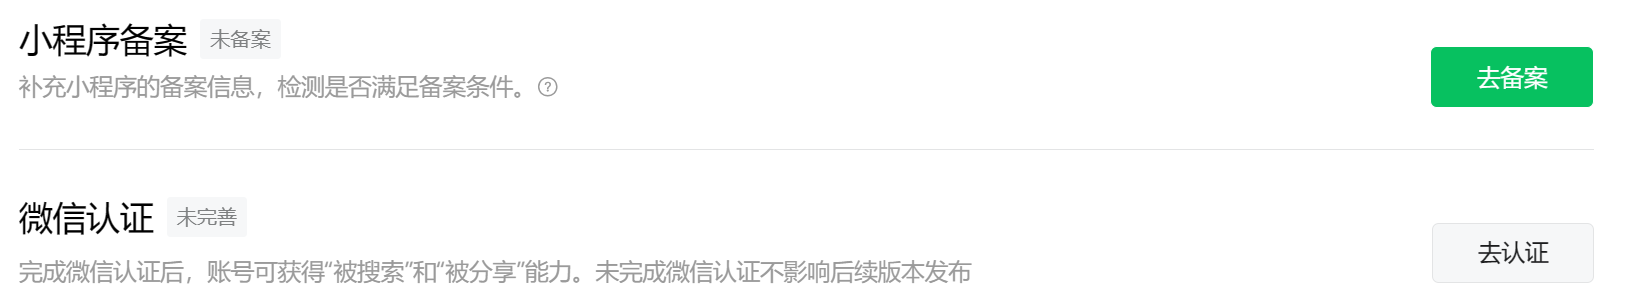 小程序备案 未备案
补充小程序的备案信息，检测是否满足备案条件。
去备案
微信认证 未完善
完成微信认证后，账号可获得“被搜索”和“被分享”能力。未完成微信认证不影响后续版本发布
去认证